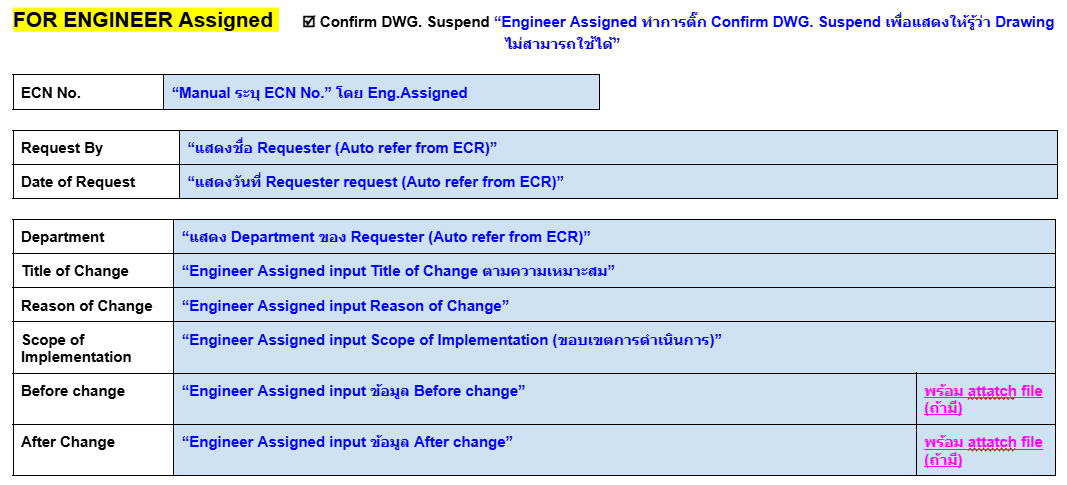 FOR ENGINEER Assigned ☑ Confirm DWG. Suspend “Engineer Assigned ทำการติ๊ก Confirm DWG. Suspend เพื่อแสดงให้รู้ว่า Drawing
ไม่สามารถใช้ได้”
ECN No. “Manual ระบุ ECN No.” โดย Eng.Assigned
Request By “แสดงชื่อ Requester (Auto refer from ECR)”
Date of Request “แสดงวันที่ Requester request (Auto refer from ECR)”
Department “แสดง Department ของ Requester (Auto refer from ECR)”
Title of Change “Engineer Assigned input Title of Change ตามความเหมาะสม”
Reason of Change “Engineer Assigned input Reason of Change”
Scope of
Implementation “Engineer Assigned input Scope of Implementation (ขอบเขตการดำเนินการ)”
Before change “Engineer Assigned input ข้อมูล Before change” พร้อม attatch file
(ถ้ามี)
After Change “Engineer Assigned input ข้อมูล After change” พร้อม attatch file
(ถ้ามี)